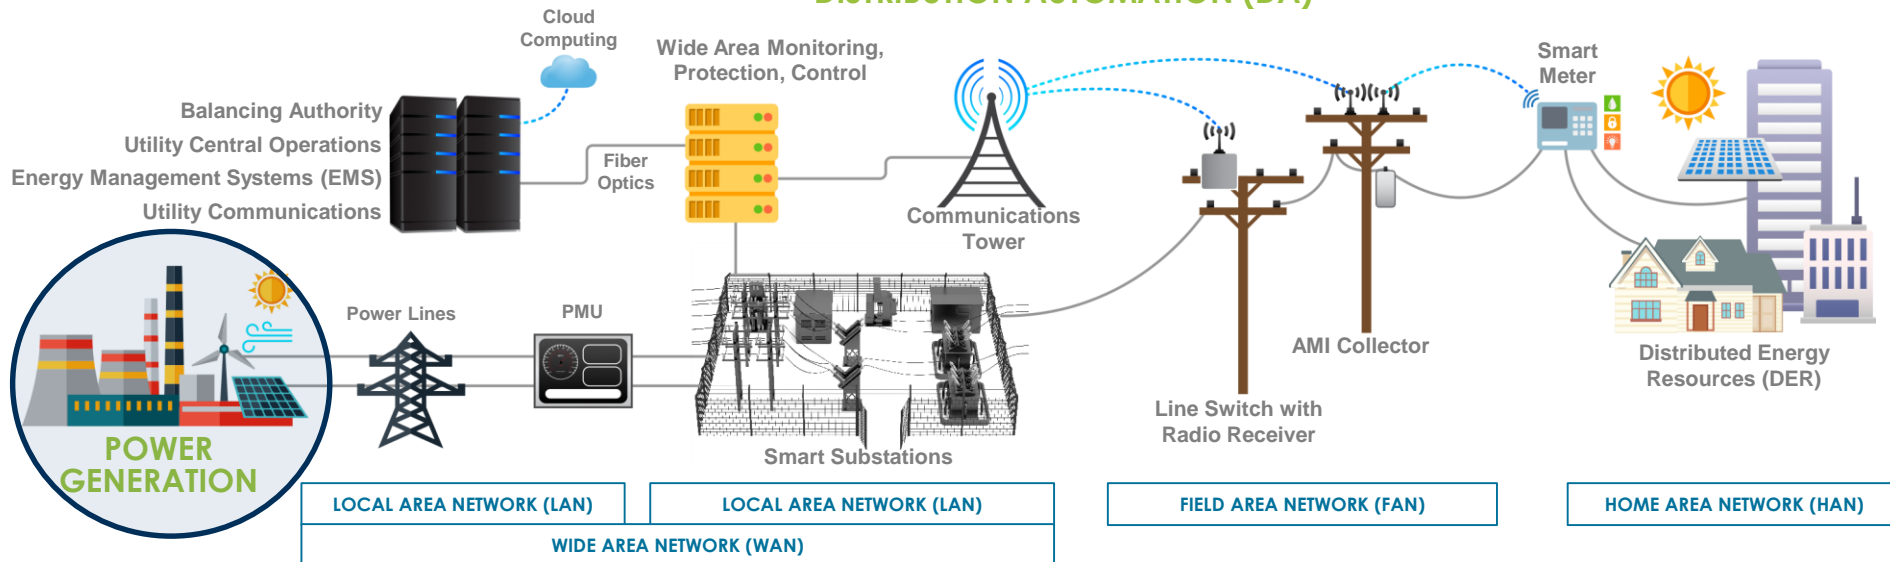 DISTRIBUTION AUTOMATION (DA)
Cloud
Computing
Wide Area Monitoring,
Protection, Control
Smart
Meter
Balancing Authority
Utility Central Operations
Energy Management Systems (EMS)
Utility Communications
Fiber
Optics
Communications
Tower
Power Lines
PMU
AMI Collector
Distributed Energy
Resources (DER)
Line Switch with
Radio Receiver
POWER
GENERATION
Smart Substations
LOCAL AREA NETWORK (LAN)
LOCAL AREA NETWORK (LAN)
FIELD AREA NETWORK (FAN)
HOME AREA NETWORK (HAN)
WIDE AREA NETWORK (WAN)